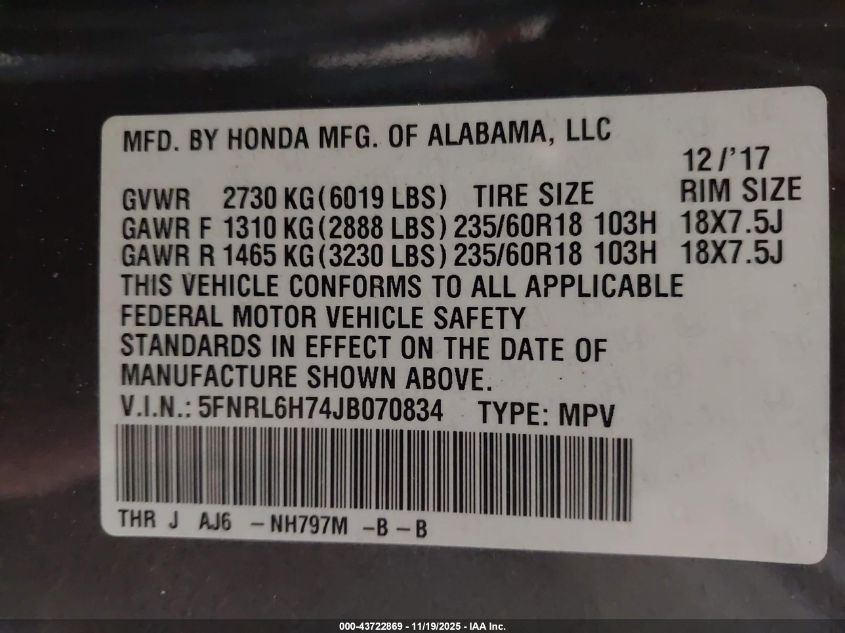 MFD. BY HONDA MFG. OF ALABAMA, LLC
12/'17
GVWR 2730 KG(6019 LBS) TIRE SIZE RIM SIZE
GAWR F 1310 KG(2888 LBS) 235/60R18 103H 18X7.5J
GAWR R 1465 KG(3230 LBS) 235/60R18 103H 18X7.5J
THIS VEHICLE CONFORMS TO ALL APPLICABLE
FEDERAL MOTOR VEHICLE SAFETY
STANDARDS IN EFFECT ON THE DATE OF
MANUFACTURE SHOWN ABOVE.
V.I.N.: 5FNRL6H74JB070834 TYPE: MPV
THR J AJ6 -NH797M -B-B
000-43722869 - 11/19/2025 - IAA Inc.